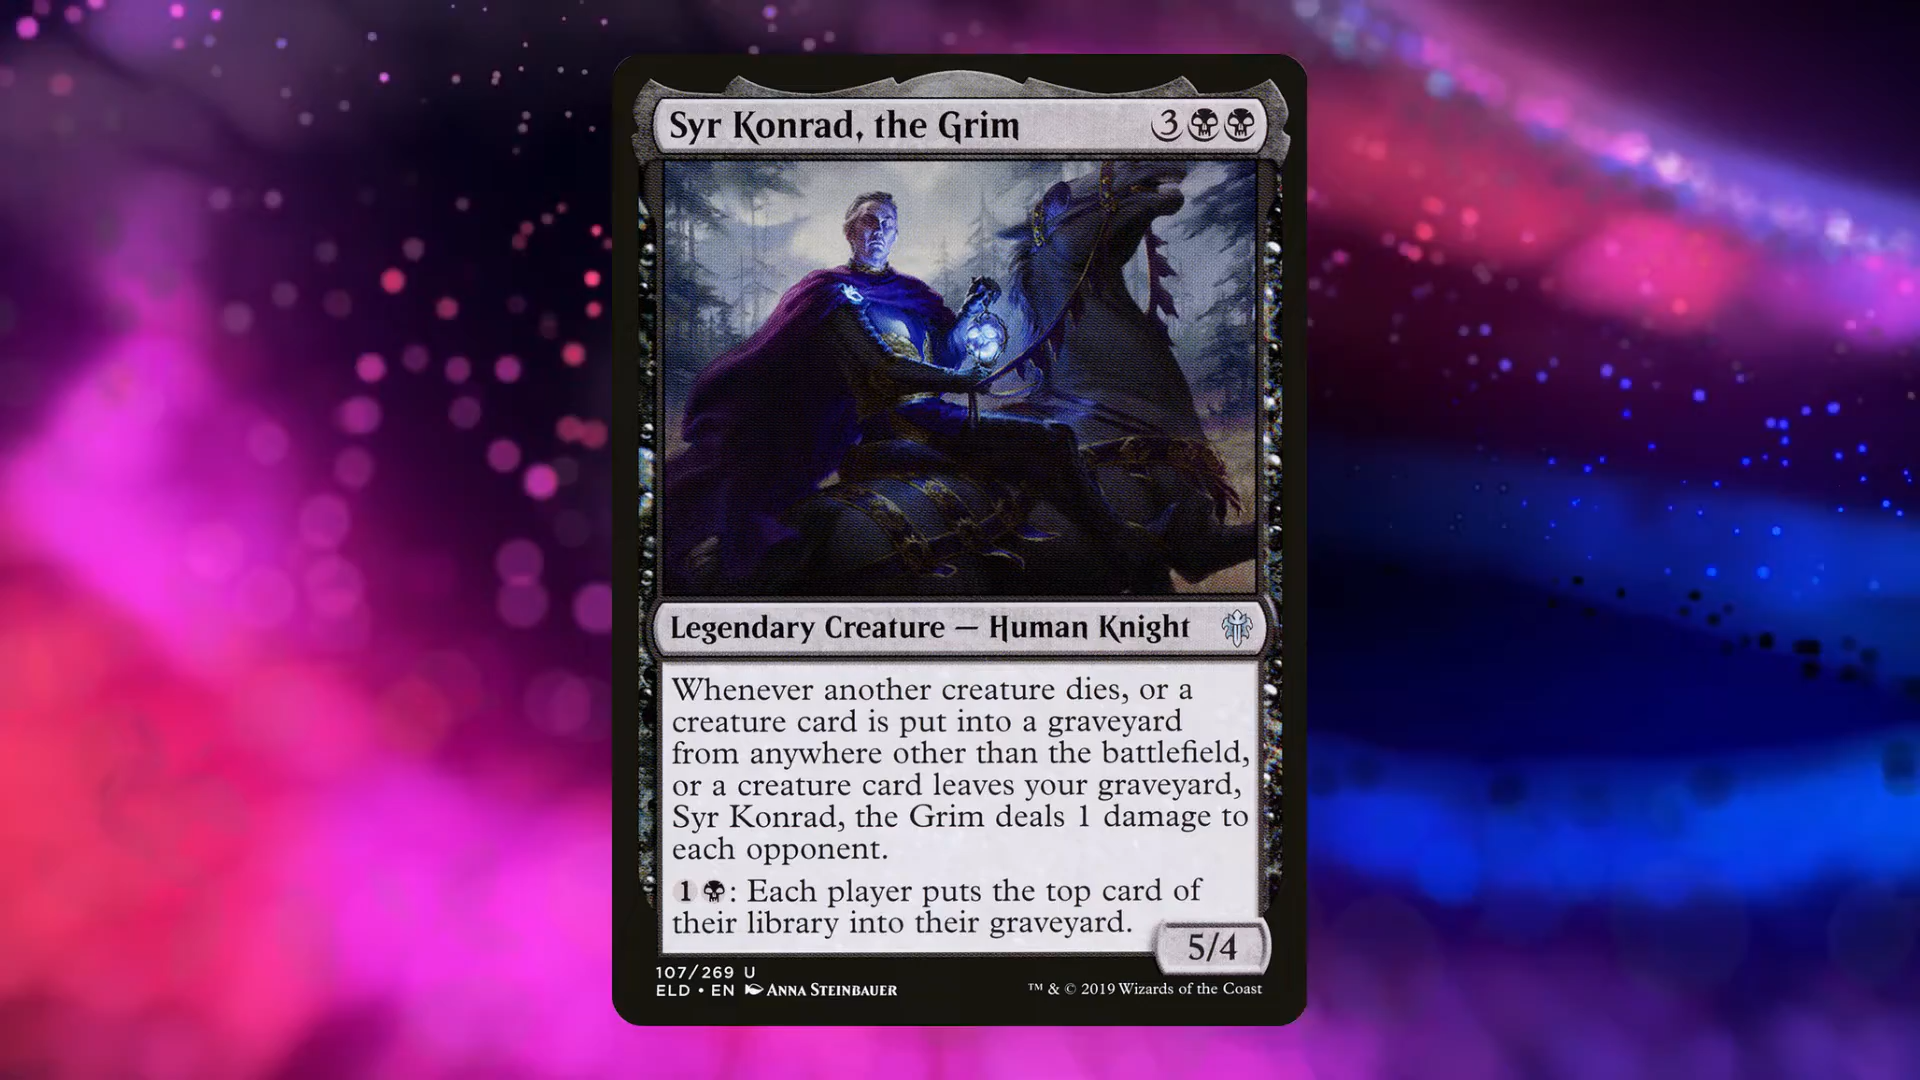 Syr Konrad, the Grim 3
Legendary Creature — Human Knight
Whenever another creature dies, or a
creature card is put into a graveyard
from anywhere other than the battlefield,
or a creature card leaves your graveyard,
Syr Konrad, the Grim deals 1 damage to
each opponent.
1 : Each player puts the top card of
their library into their graveyard.
5/4
107/269 U
ELD • EN ANNA STEINBAUER
™ & © 2019 Wizards of the Coast